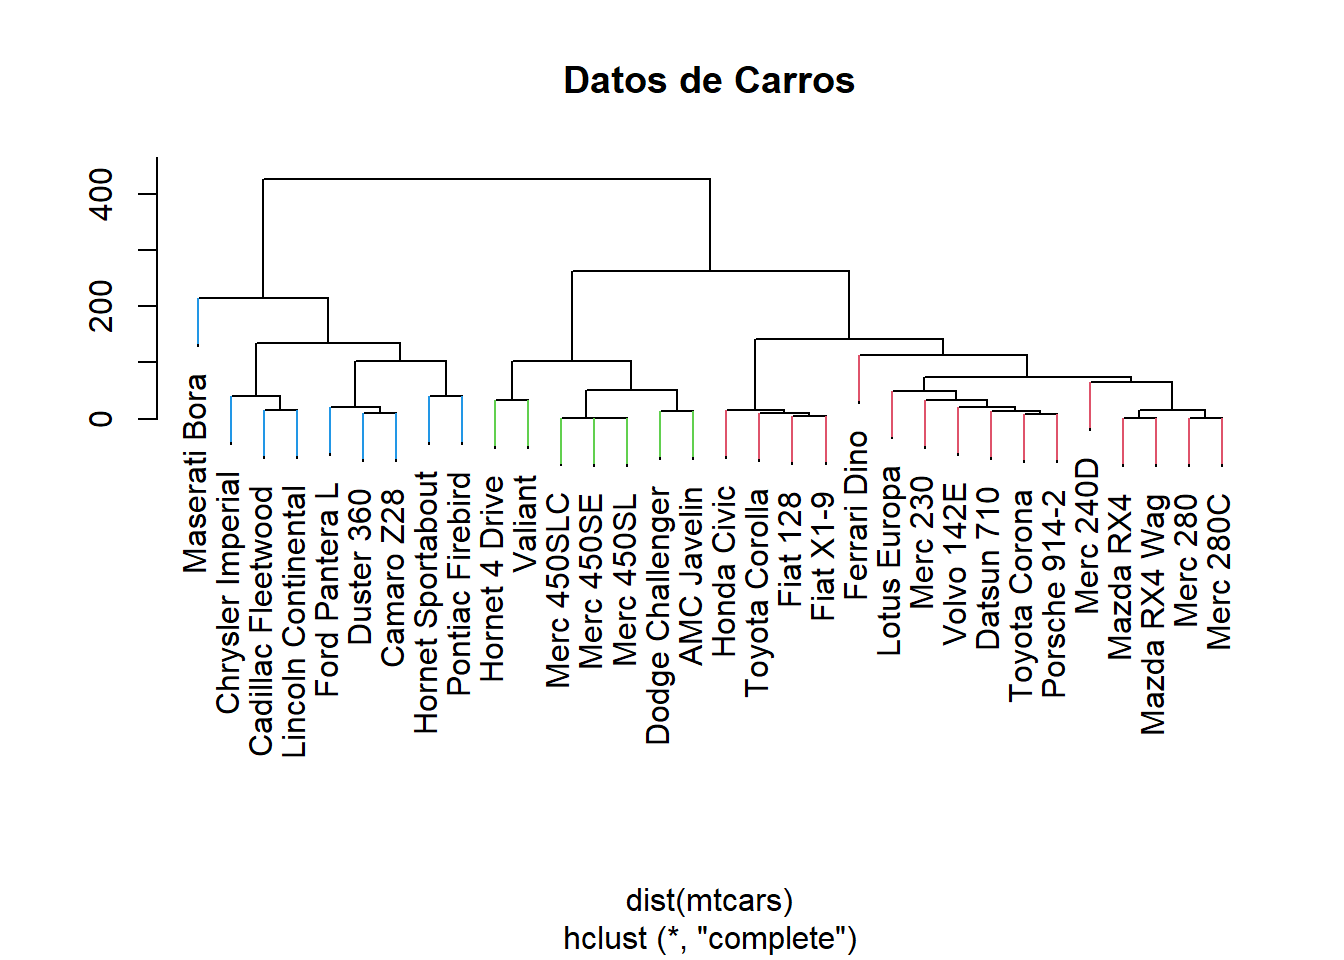 Datos de Carros
400
200
0
Maserati Bora
Chrysler Imperial
Cadillac Fleetwood
Lincoln Continental
Ford Pantera L
Duster 360
Camaro Z28
Hornet Sportabout
Pontiac Firebird
Hornet 4 Drive
Valiant
Merc 450SLC
Merc 450SE
Merc 450SL
Dodge Challenger
AMC Javelin
Honda Civic
Toyota Corolla
Fiat 128
Fiat X1-9
Ferrari Dino
Lotus Europa
Merc 230
Volvo 142E
Datsun 710
Toyota Corona
Porsche 914-2
Merc 240D
Mazda RX4
Mazda RX4 Wag
Merc 280
Merc 280C
dist(mtcars)
hclust (*, "complete")